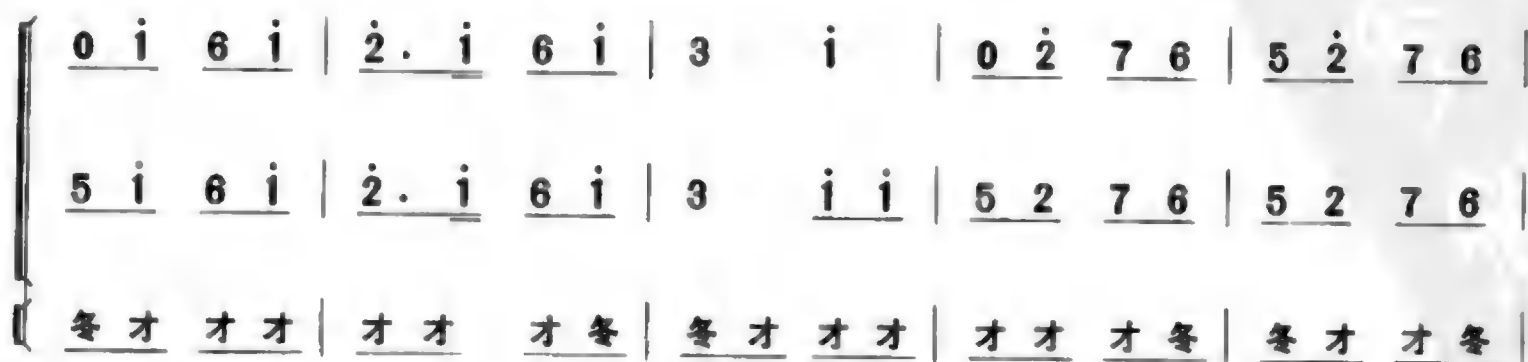 0 i̇ 6 i̇ | 2̇ . i̇ 6 i̇ | 3 i̇ | 0 2̇ 7 6 | 5 2̇ 7 6 |
5 i̇ 6 i̇ | 2̇ . i̇ 6 i̇ | 3 i̇ i̇ | 5 2 7 6 | 5 2 7 6 |
冬 才 才 才 | 才 才 才 冬 | 冬 才 才 才 | 才 才 才 冬 | 冬 才 才 冬 |